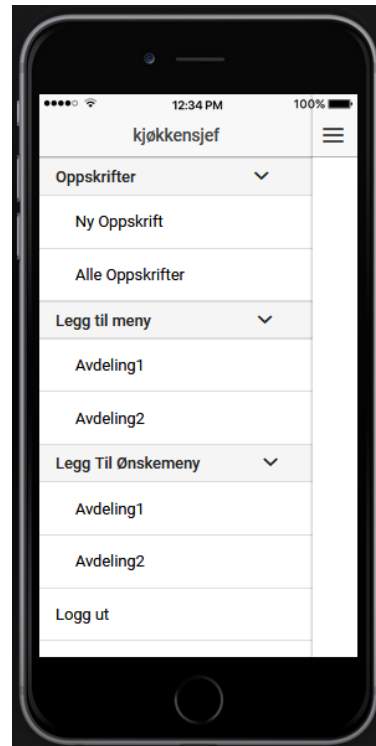 12:34 PM 100%
kjøkkensjef
Oppskrifter
Ny Oppskrift
Alle Oppskrifter
Legg til meny
Avdeling1
Avdeling2
Legg Til Ønskemeny
Avdeling1
Avdeling2
Logg ut